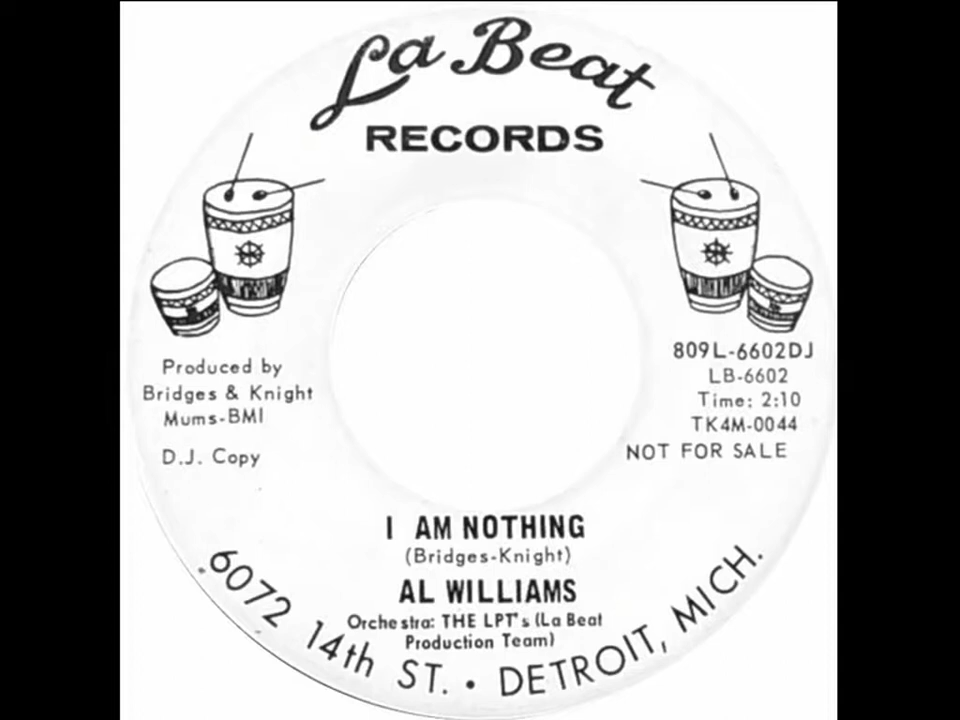 La Beat
RECORDS
Produced by
Bridges & Knight
Mums-BMI
D.J. Copy
809L-6602DJ
LB-6602
Time: 2:10
TK4M-0044
NOT FOR SALE
I AM NOTHING
(Bridges-Knight)
AL WILLIAMS
Orchestra: THE LPT's (La Beat
Production Team)
6072 14th ST. • DETROIT, MICH.